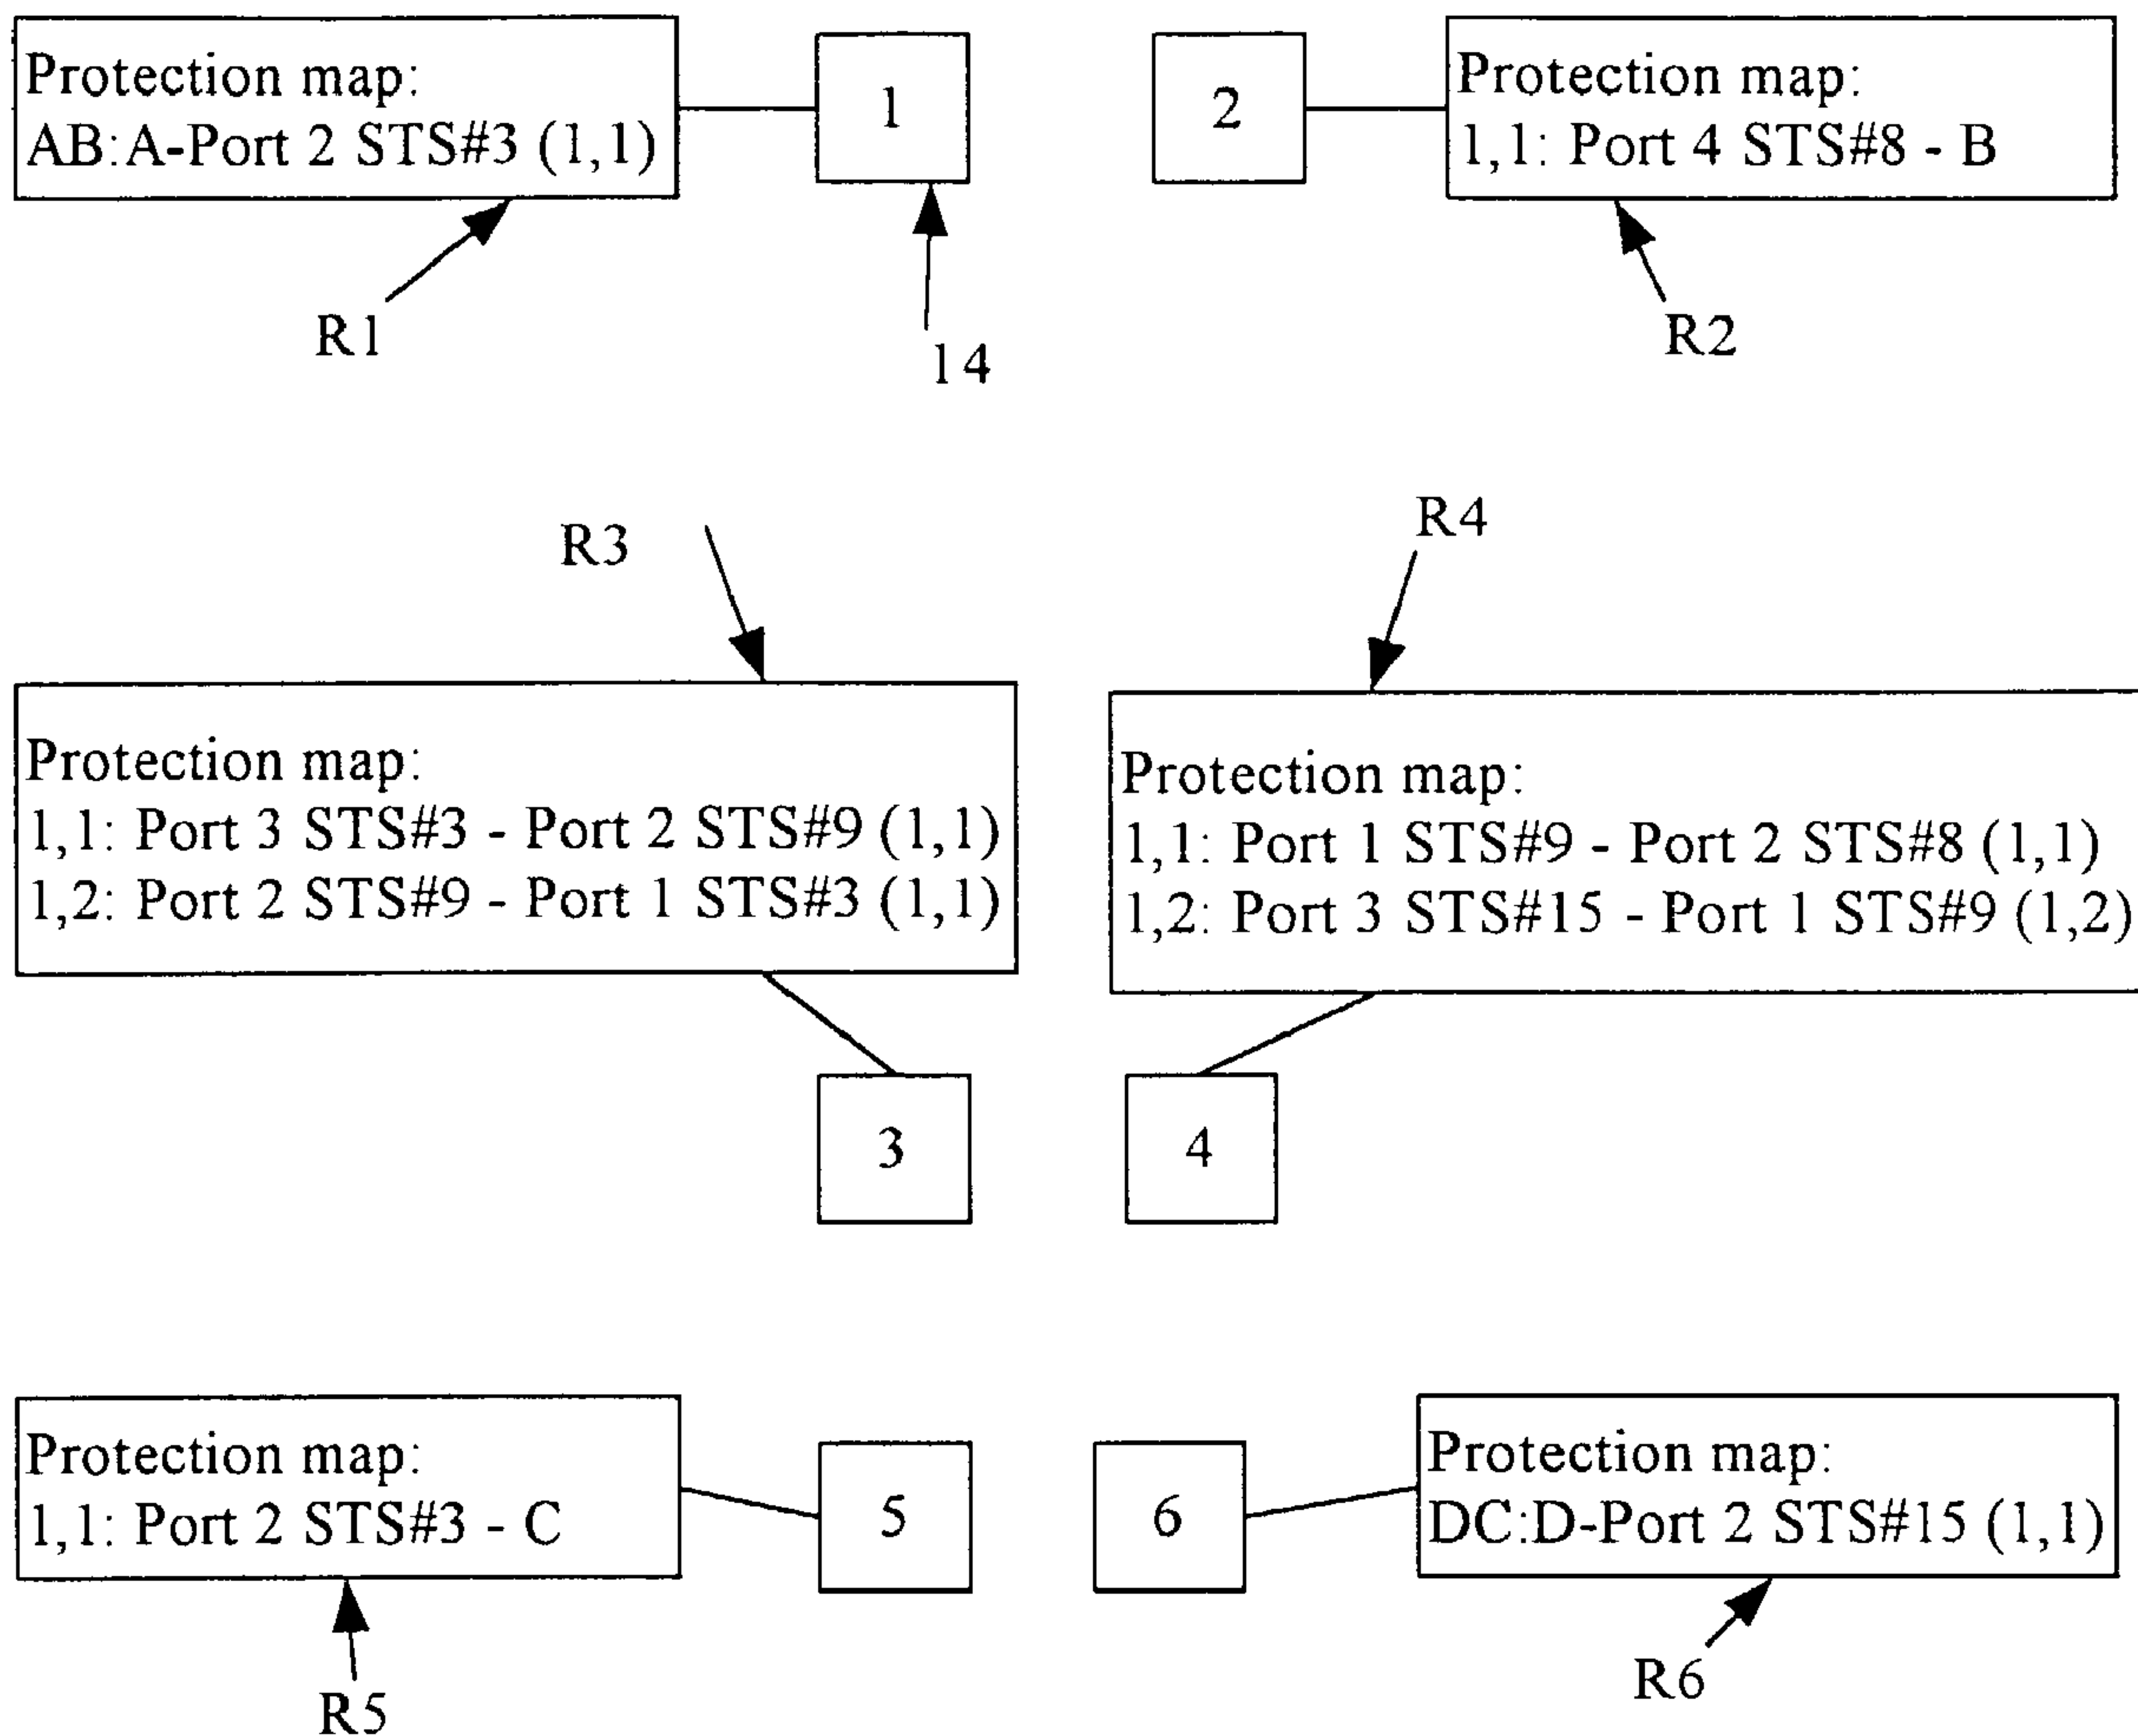 Protection map:
AB:A-Port 2 STS#3 (1,1)
1
2
Protection map:
1,1: Port 4 STS#8 - B
R1
14
R2
R3
R4
Protection map:
1,1: Port 3 STS#3 - Port 2 STS#9 (1,1)
1,2: Port 2 STS#9 - Port 1 STS#3 (1,1)
Protection map:
1,1: Port 1 STS#9 - Port 2 STS#8 (1,1)
1,2: Port 3 STS#15 - Port 1 STS#9 (1,2)
3
4
Protection map:
1,1: Port 2 STS#3 - C
5
6
Protection map:
DC:D-Port 2 STS#15 (1,1)
R5
R6